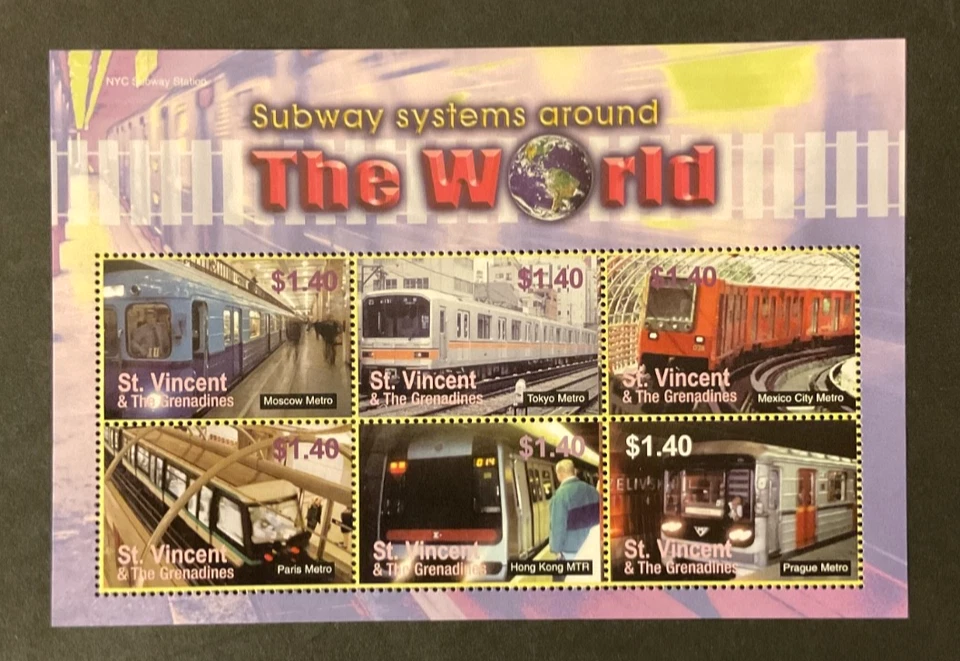 NYC Subway Station
Subway systems around
The World
$1.40
St. Vincent
& The Grenadines
Moscow Metro
$1.40
St. Vincent
& The Grenadines
Tokyo Metro
$1.40
St. Vincent
& The Grenadines
Mexico City Metro
$1.40
St. Vincent
& The Grenadines
Paris Metro
$1.40
St. Vincent
& The Grenadines
Hong Kong MTR
$1.40
St. Vincent
& The Grenadines
Prague Metro